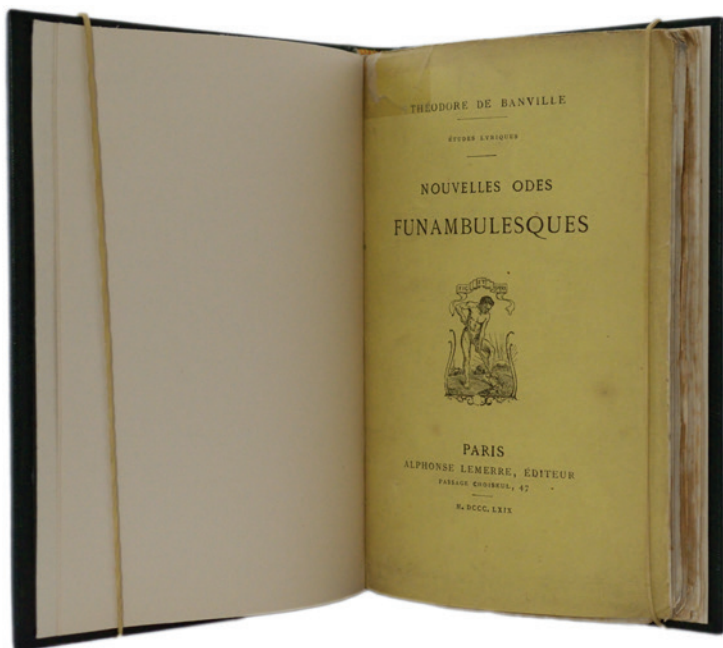 THÉODORE DE BANVILLE
ÉTUDES LYRIQUES
NOUVELLES ODES
FUNAMBULESQUES
PARIS
ALPHONSE LEMERRE, ÉDITEUR
PASSAGE CHOISEUL, 47
M. DCCC. LXIX